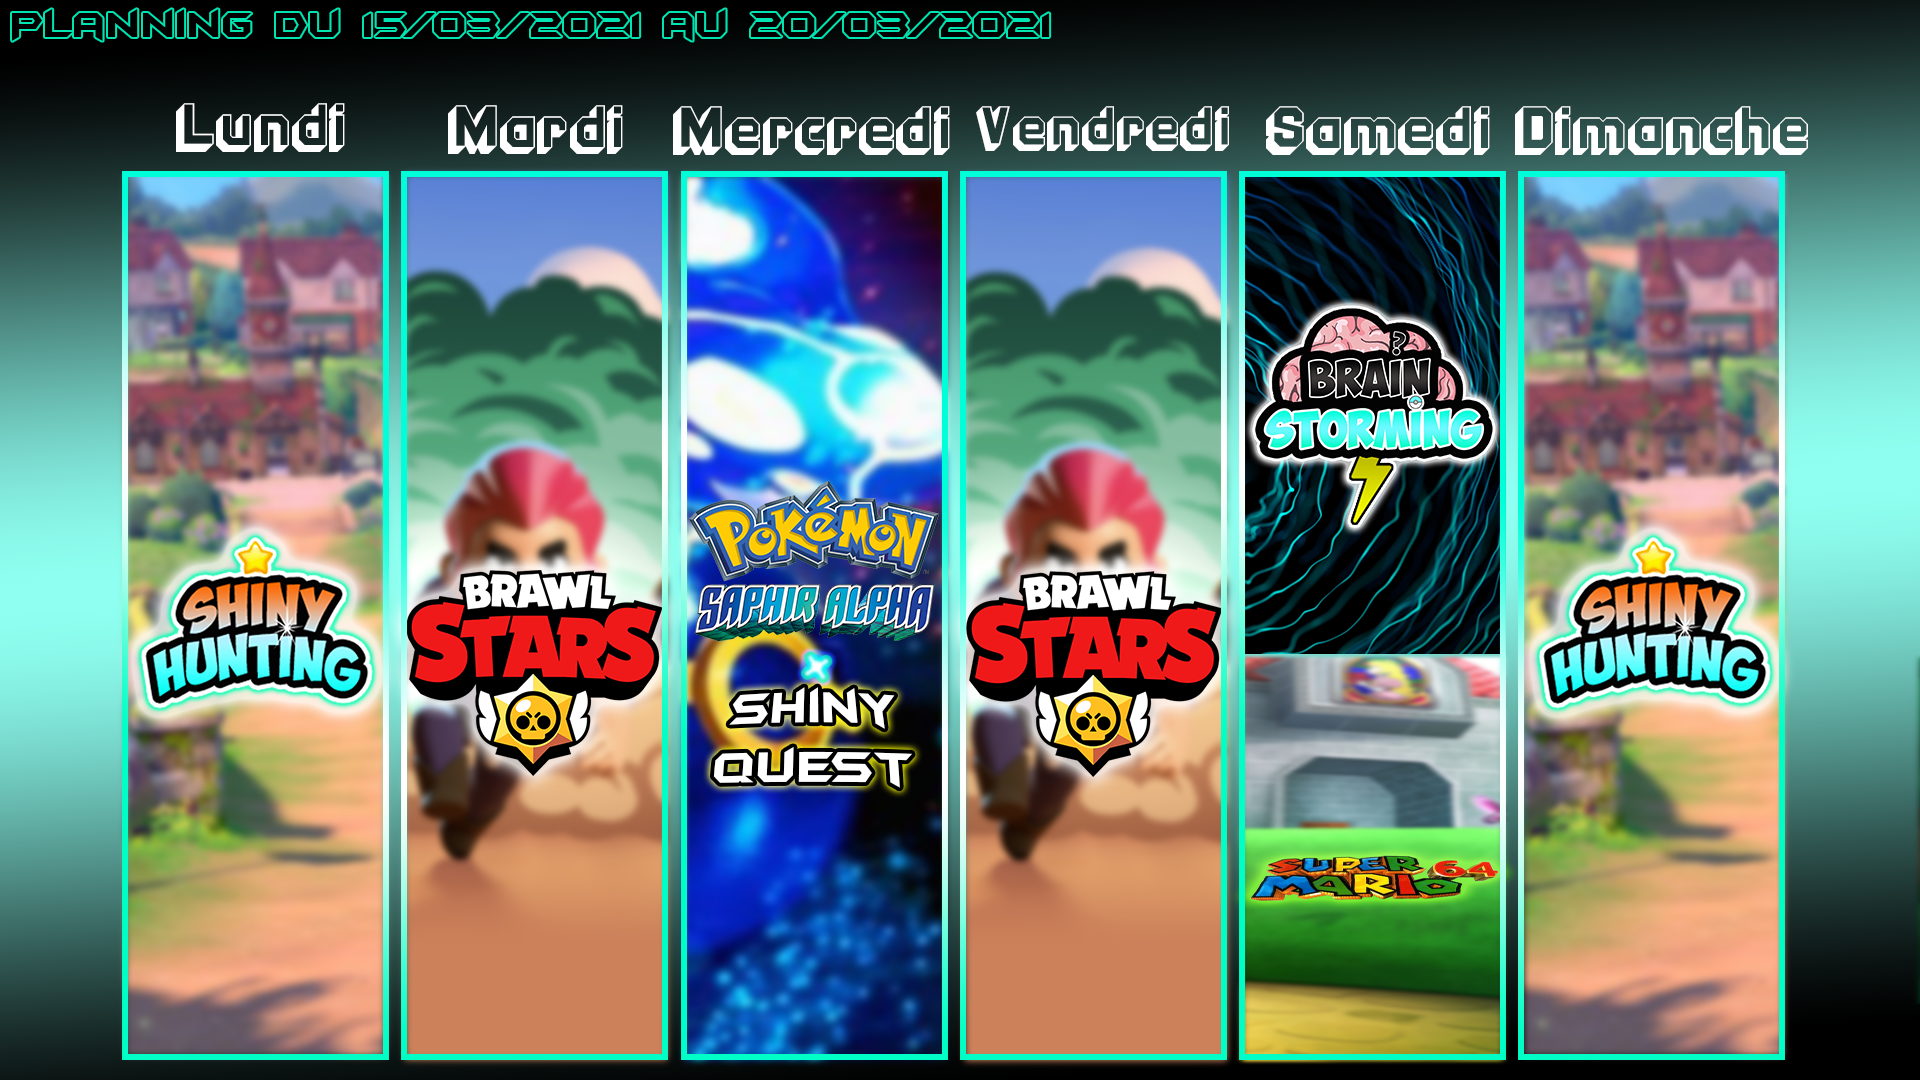 PLANNING DU 15/03/2021 AU 20/03/2021
Lundi
Mardi
Mercredi
Vendredi
Samedi
Dimanche
SHINY
HUNTING
BRAWL
STARS
POKéMON
SAPHIR ALPHA
SHINY
QUEST
BRAWL
STARS
?
BRAIN
STORMING
SUPER
MARIO 64
SHINY
HUNTING